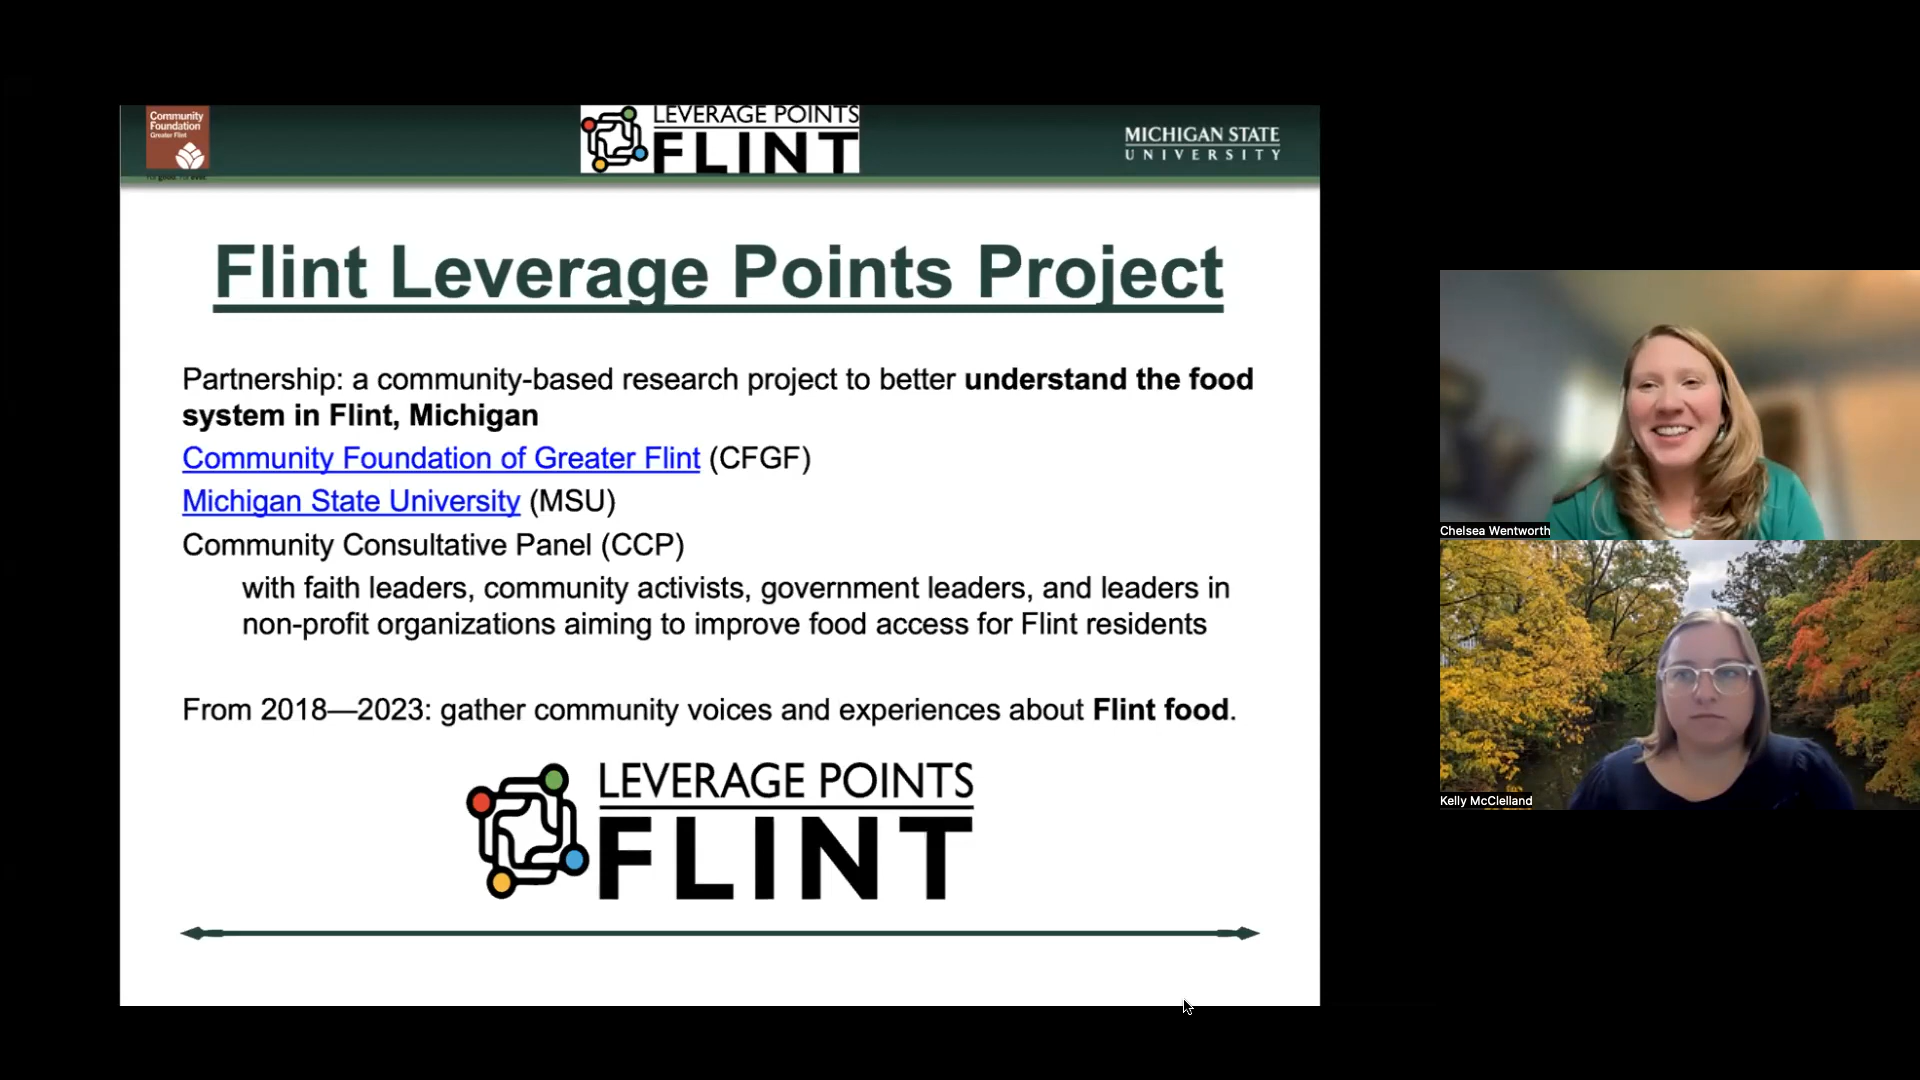 Community
Foundation
Greater Flint
LEVERAGE POINTS
FLINT
MICHIGAN STATE
UNIVERSITY
Flint Leverage Points Project
Partnership: a community-based research project to better understand the food
system in Flint, Michigan
Community Foundation of Greater Flint (CFGF)
Michigan State University (MSU)
Community Consultative Panel (CCP)
with faith leaders, community activists, government leaders, and leaders in
non-profit organizations aiming to improve food access for Flint residents
From 2018—2023: gather community voices and experiences about Flint food.
LEVERAGE POINTS
FLINT
Chelsea Wentworth
Kelly McClelland